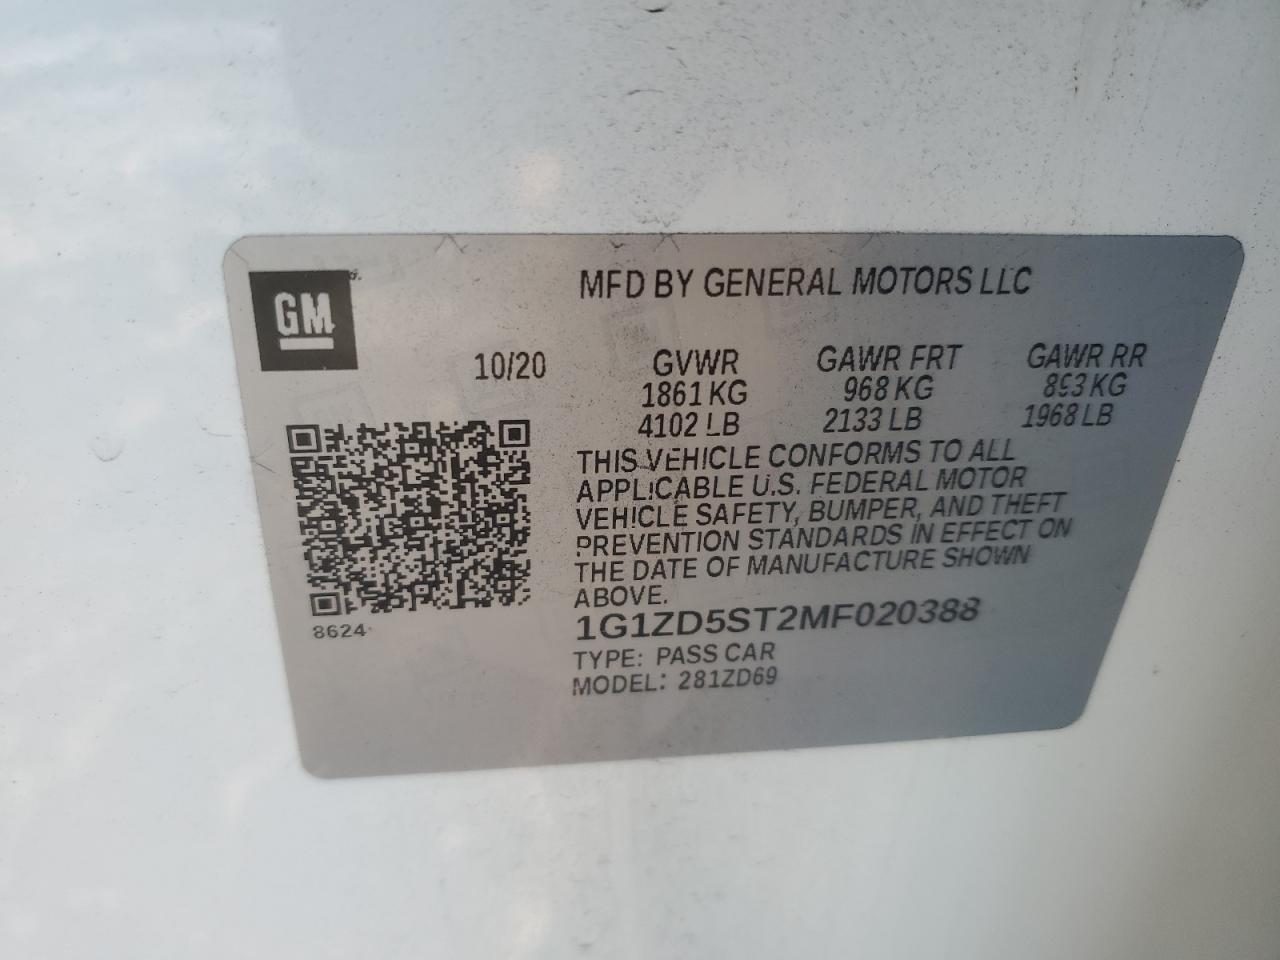 GM
MFD BY GENERAL MOTORS LLC
10/20 GVWR GAWR FRT GAWR RR
1861 KG 968 KG 893 KG
4102 LB 2133 LB 1968 LB
THIS VEHICLE CONFORMS TO ALL
APPLICABLE U.S. FEDERAL MOTOR
VEHICLE SAFETY, BUMPER, AND THEFT
PREVENTION STANDARDS IN EFFECT ON
THE DATE OF MANUFACTURE SHOWN
ABOVE.
8624
1G1ZD5ST2MF020388
TYPE: PASS CAR
MODEL: 281ZD69